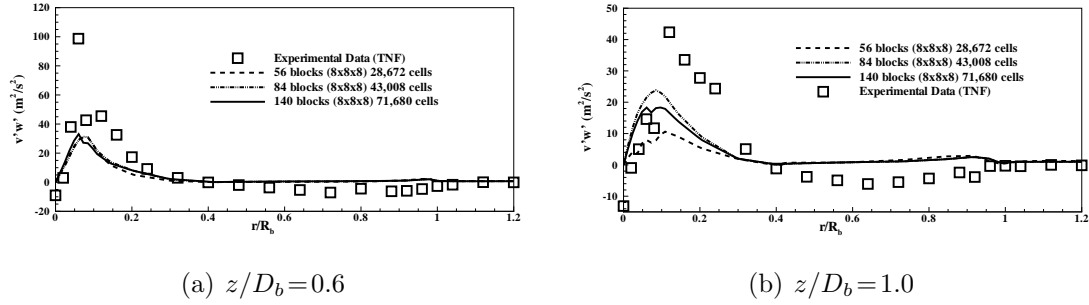 120
100
80
60
40
20
0
-20
v'w' (m²/s²)
Experimental Data (TNF)
56 blocks (8x8x8) 28,672 cells
84 blocks (8x8x8) 43,008 cells
140 blocks (8x8x8) 71,680 cells
0 0.2 0.4 0.6 0.8 1 1.2
r/R_b
(a) z/D_b=0.6
50
40
30
20
10
0
-10
v'w' (m²/s²)
56 blocks (8x8x8) 28,672 cells
84 blocks (8x8x8) 43,008 cells
140 blocks (8x8x8) 71,680 cells
Experimental Data (TNF)
0 0.2 0.4 0.6 0.8 1 1.2
r/R_b
(b) z/D_b=1.0